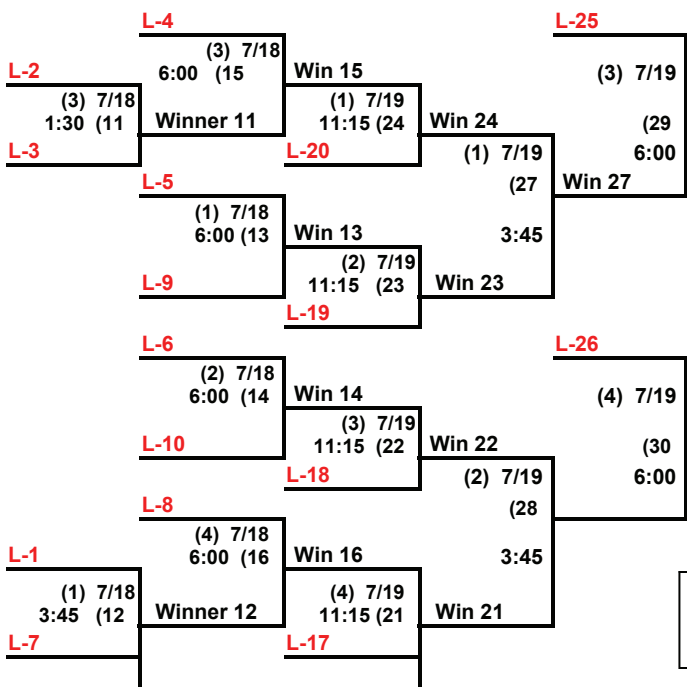 L-4
L-25
(3) 7/18
6:00 (15
Win 15
L-2
(3) 7/19
(3) 7/18
1:30 (11
(1) 7/19
11:15 (24
Winner 11
Win 24
(29
L-3
L-20
(1) 7/19
6:00
L-5
(27
Win 27
(1) 7/18
6:00 (13
Win 13
3:45
(2) 7/19
11:15 (23
L-9
Win 23
L-19
L-6
L-26
(2) 7/18
6:00 (14
Win 14
(4) 7/19
(3) 7/19
11:15 (22
L-10
Win 22
(30
L-18
(2) 7/19
6:00
L-8
(28
(4) 7/18
6:00 (16
L-1
Win 16
3:45
(1) 7/18
3:45 (12
(4) 7/19
11:15 (21
Winner 12
Win 21
L-7
L-17